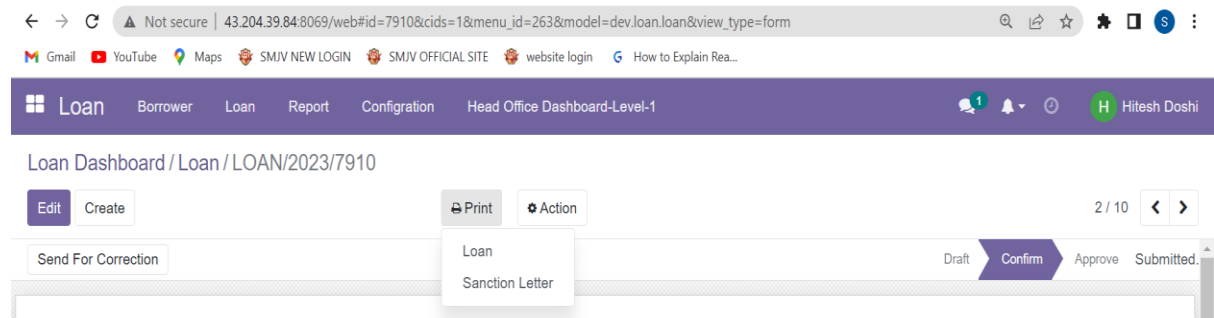 Not secure | 43.204.39.84:8069/web#id=7910&cids=1&menu_id=263&model=dev.loan.loan&view_type=form S
Gmail YouTube Maps SMJV NEW LOGIN SMJV OFFICIAL SITE website login G How to Explain Rea...
Loan Borrower Loan Report Configration Head Office Dashboard-Level-1 1 H Hitesh Doshi
Loan Dashboard / Loan / LOAN/2023/7910
Edit Create Print Action 2 / 10
Send For Correction Draft Confirm Approve Submitted.
Loan
Sanction Letter